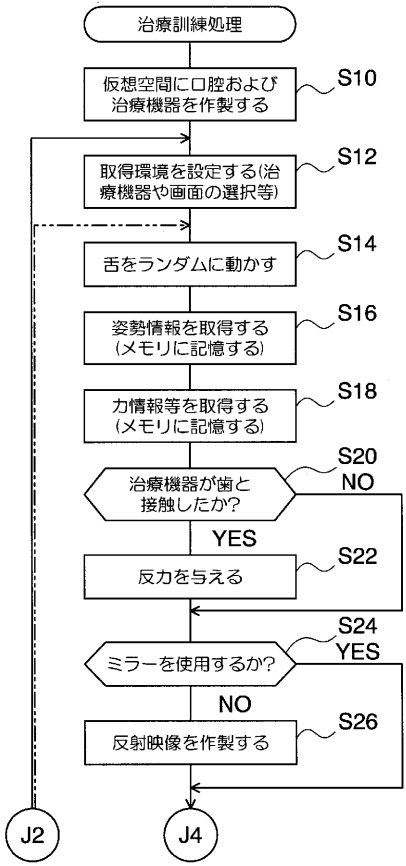 治療訓練処理
仮想空間に口腔および
治療機器を作製する
S10
取得環境を設定する(治
療機器や画面の選択等)
S12
舌をランダムに動かす
S14
姿勢情報を取得する
(メモリに記憶する)
S16
力情報等を取得する
(メモリに記憶する)
S18
治療機器が歯と
接触したか?
S20
NO
YES
反力を与える
S22
ミラーを使用するか?
S24
YES
NO
反射映像を作製する
S26
J2
J4